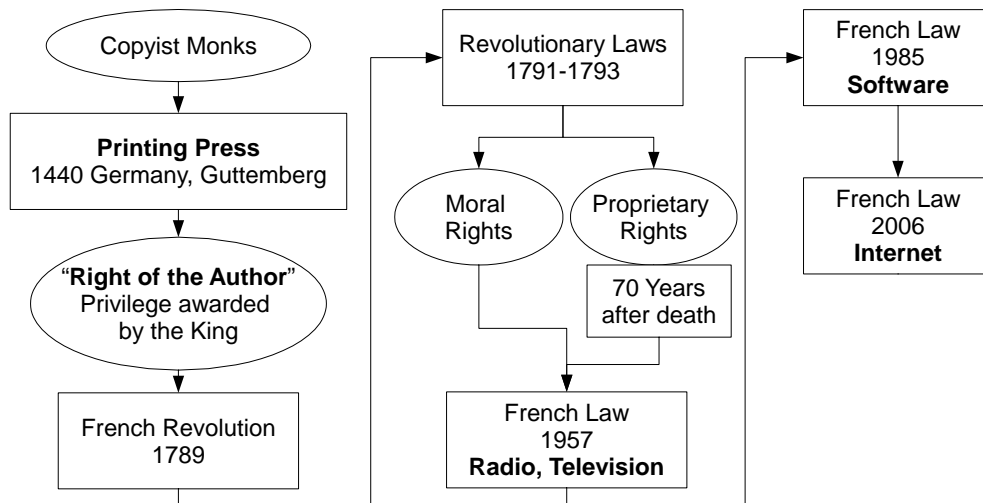 Copyist Monks
Printing Press
1440 Germany, Guttemberg
“Right of the Author”
Privilege awarded
by the King
French Revolution
1789
Revolutionary Laws
1791-1793
Moral
Rights
Proprietary
Rights
70 Years
after death
French Law
1957
Radio, Television
French Law
1985
Software
French Law
2006
Internet